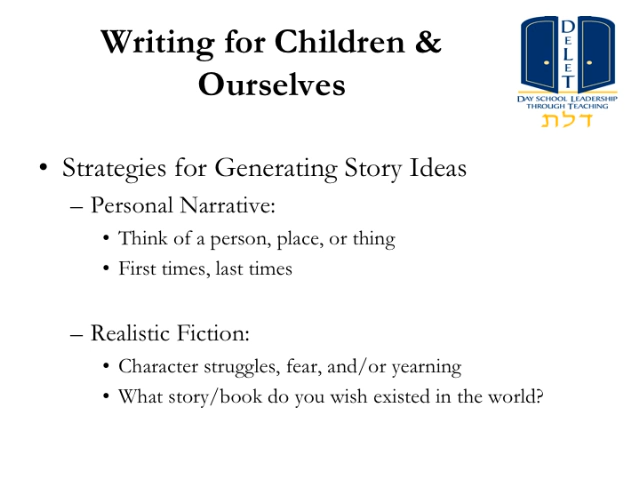 Writing for Children &
Ourselves
DELET
DAY SCHOOL LEADERSHIP
THROUGH TEACHING
דלת
• Strategies for Generating Story Ideas
– Personal Narrative:
• Think of a person, place, or thing
• First times, last times
– Realistic Fiction:
• Character struggles, fear, and/or yearning
• What story/book do you wish existed in the world?